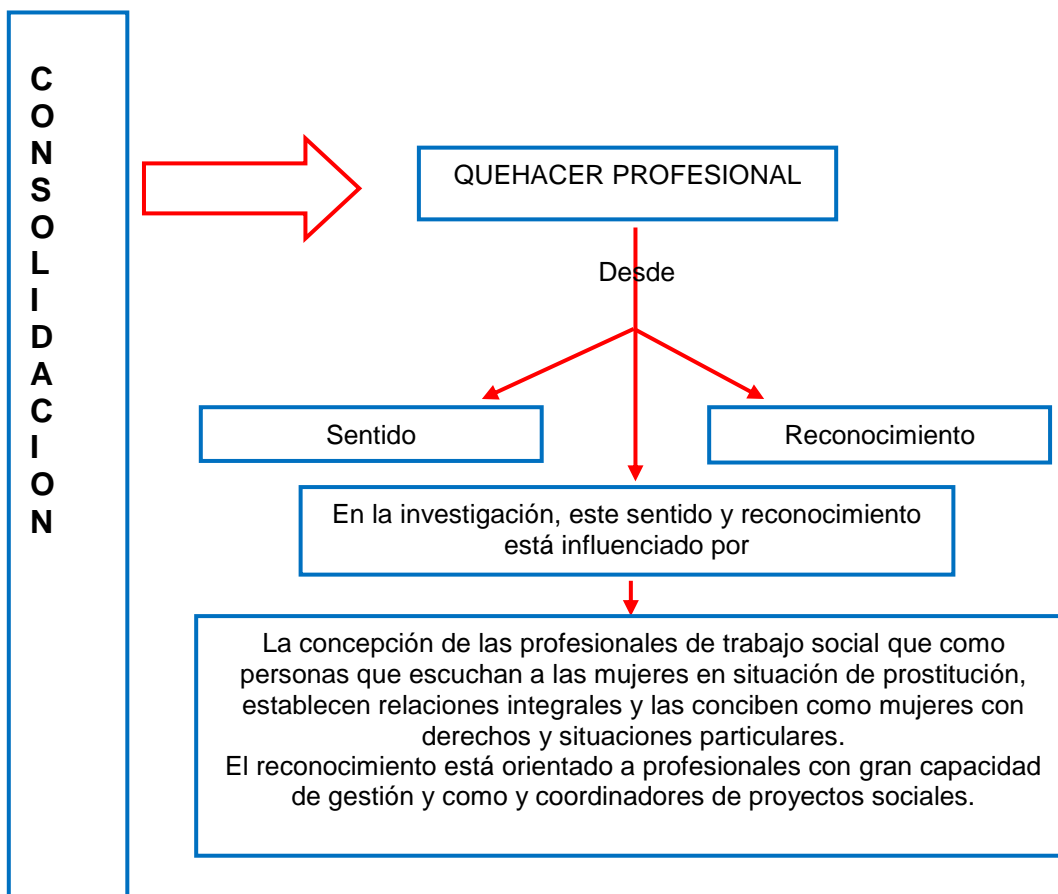 C
O
N
S
O
L
I
D
A
C
I
O
N
QUEHACER PROFESIONAL
Desde
Sentido
Reconocimiento
En la investigación, este sentido y reconocimiento
está influenciado por
La concepción de las profesionales de trabajo social que como
personas que escuchan a las mujeres en situación de prostitución,
establecen relaciones integrales y las conciben como mujeres con
derechos y situaciones particulares.
El reconocimiento está orientado a profesionales con gran capacidad
de gestión y como y coordinadores de proyectos sociales.